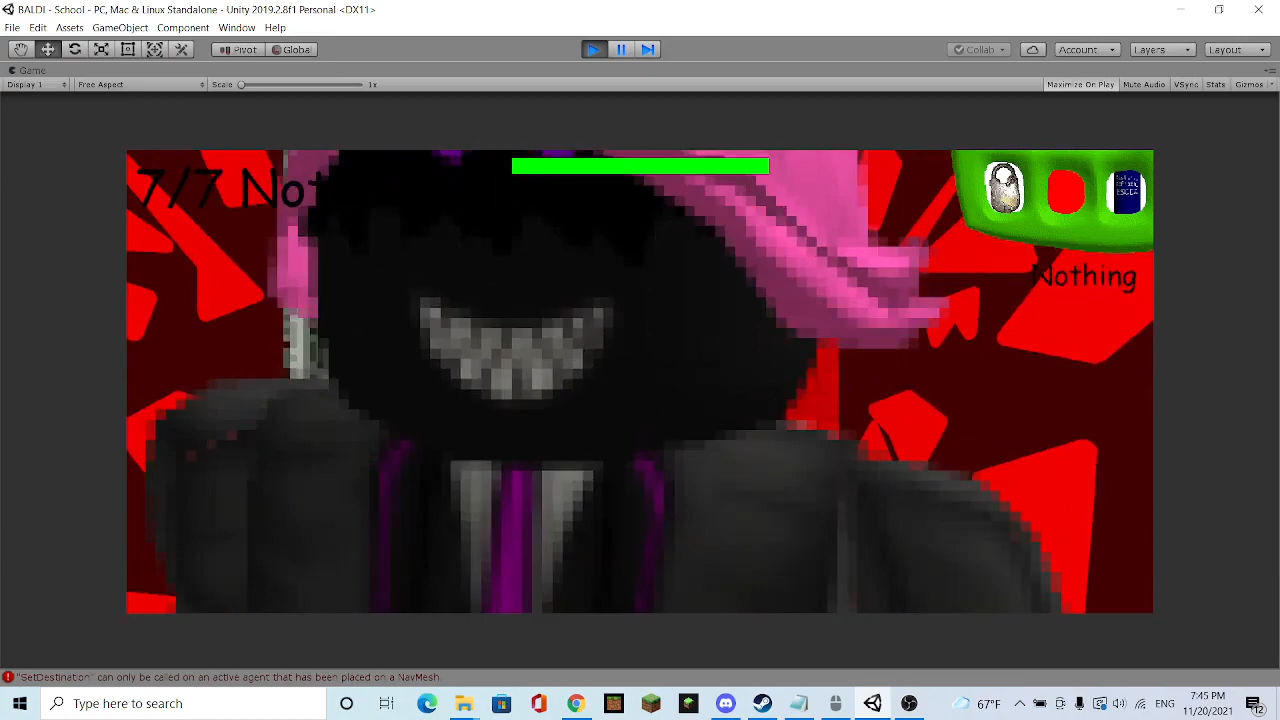 BALDI - School - PC, Mac & Linux Standalone - Unity 2019.2.8f1 Personal <DX11>
File Edit Assets GameObject Component Window Help
Pivot Global Collab Account Layers Layout
Game
Display 1 Free Aspect Scale 1x Maximize On Play Mute Audio VSync Stats Gizmos
7/7 Not
Nothing
"SetDestination" can only be called on an active agent that has been placed on a NavMesh.
Type here to search
67°F
7:45 PM
11/20/2021
12